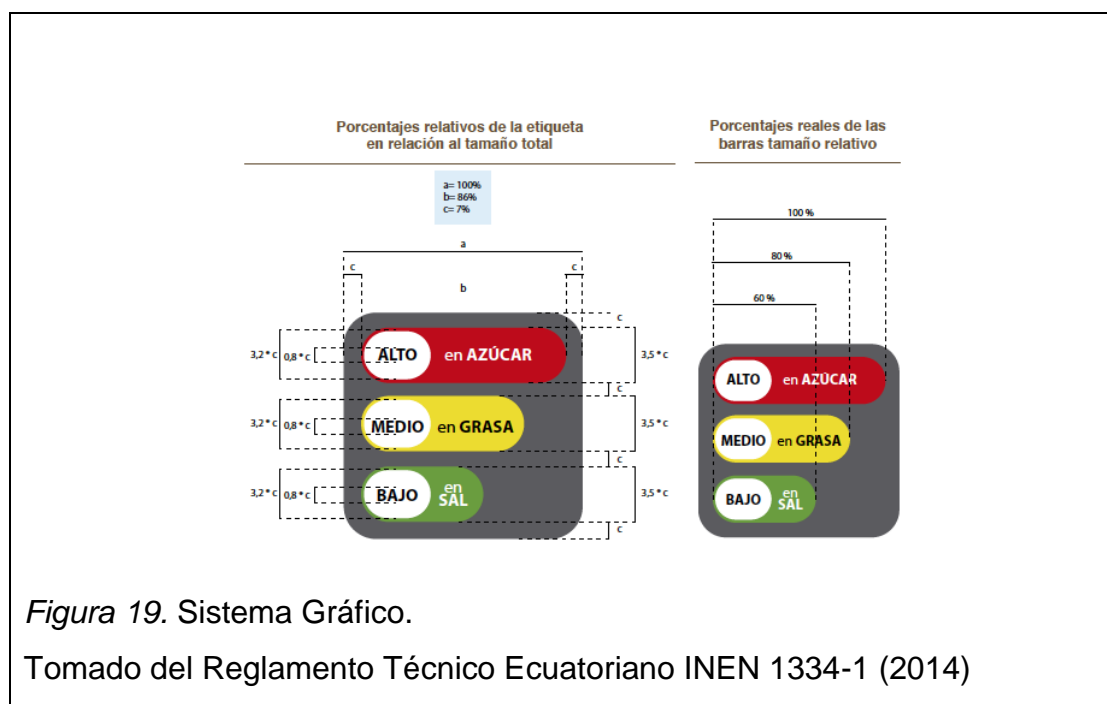 Porcentajes relativos de la etiqueta
en relación al tamaño total
a= 100%
b= 86%
c= 7%
a
c
c
b
c
3,2 * c
0,8 * c
ALTO
en AZÚCAR
3,5 * c
c
3,2 * c
0,8 * c
MEDIO
en GRASA
3,5 * c
c
3,2 * c
0,8 * c
BAJO
en
SAL
3,5 * c
c
Porcentajes reales de las
barras tamaño relativo
100 %
80 %
60 %
ALTO
en AZÚCAR
MEDIO
en GRASA
BAJO
en
SAL
Figura 19. Sistema Gráfico.
Tomado del Reglamento Técnico Ecuatoriano INEN 1334-1 (2014)